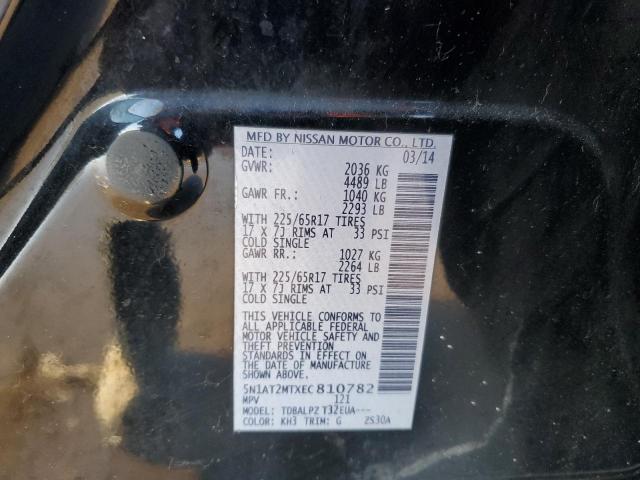 MFD BY NISSAN MOTOR CO., LTD.
DATE: 03/14
GVWR: 2036 KG
4489 LB
GAWR FR.: 1040 KG
2293 LB
WITH 225/65R17 TIRES
17 X 7J RIMS AT 33 PSI
COLD SINGLE
GAWR RR.: 1027 KG
2264 LB
WITH 225/65R17 TIRES
17 X 7J RIMS AT 33 PSI
COLD SINGLE
THIS VEHICLE CONFORMS TO
ALL APPLICABLE FEDERAL
MOTOR VEHICLE SAFETY AND
THEFT PREVENTION
STANDARDS IN EFFECT ON
THE DATE OF MANUFACTURE
SHOWN ABOVE.
5N1AT2MTXEC810782
MPV 121
MODEL: TDBALPZ T32EUA---
COLOR: KH3 TRIM: G 2S30A